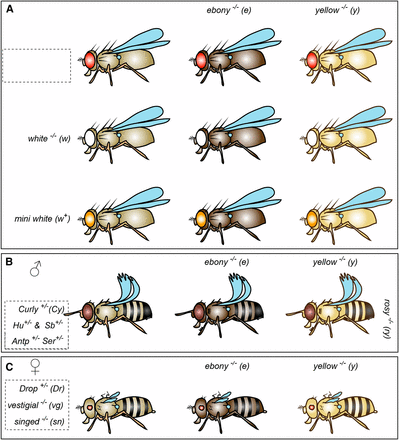 A
ebony -/- (e)
yellow -/- (y)
white -/- (w)
mini white (w+)
B
♂
ebony -/- (e)
yellow -/- (y)
Curly +/- (Cy)
Hu+/- & Sb+/-
Antp +/- Ser+/-
rosy -/- (ry)
C
♀
ebony -/- (e)
yellow -/- (y)
Drop +/- (Dr)
vestigial -/- (vg)
singed -/- (sn)